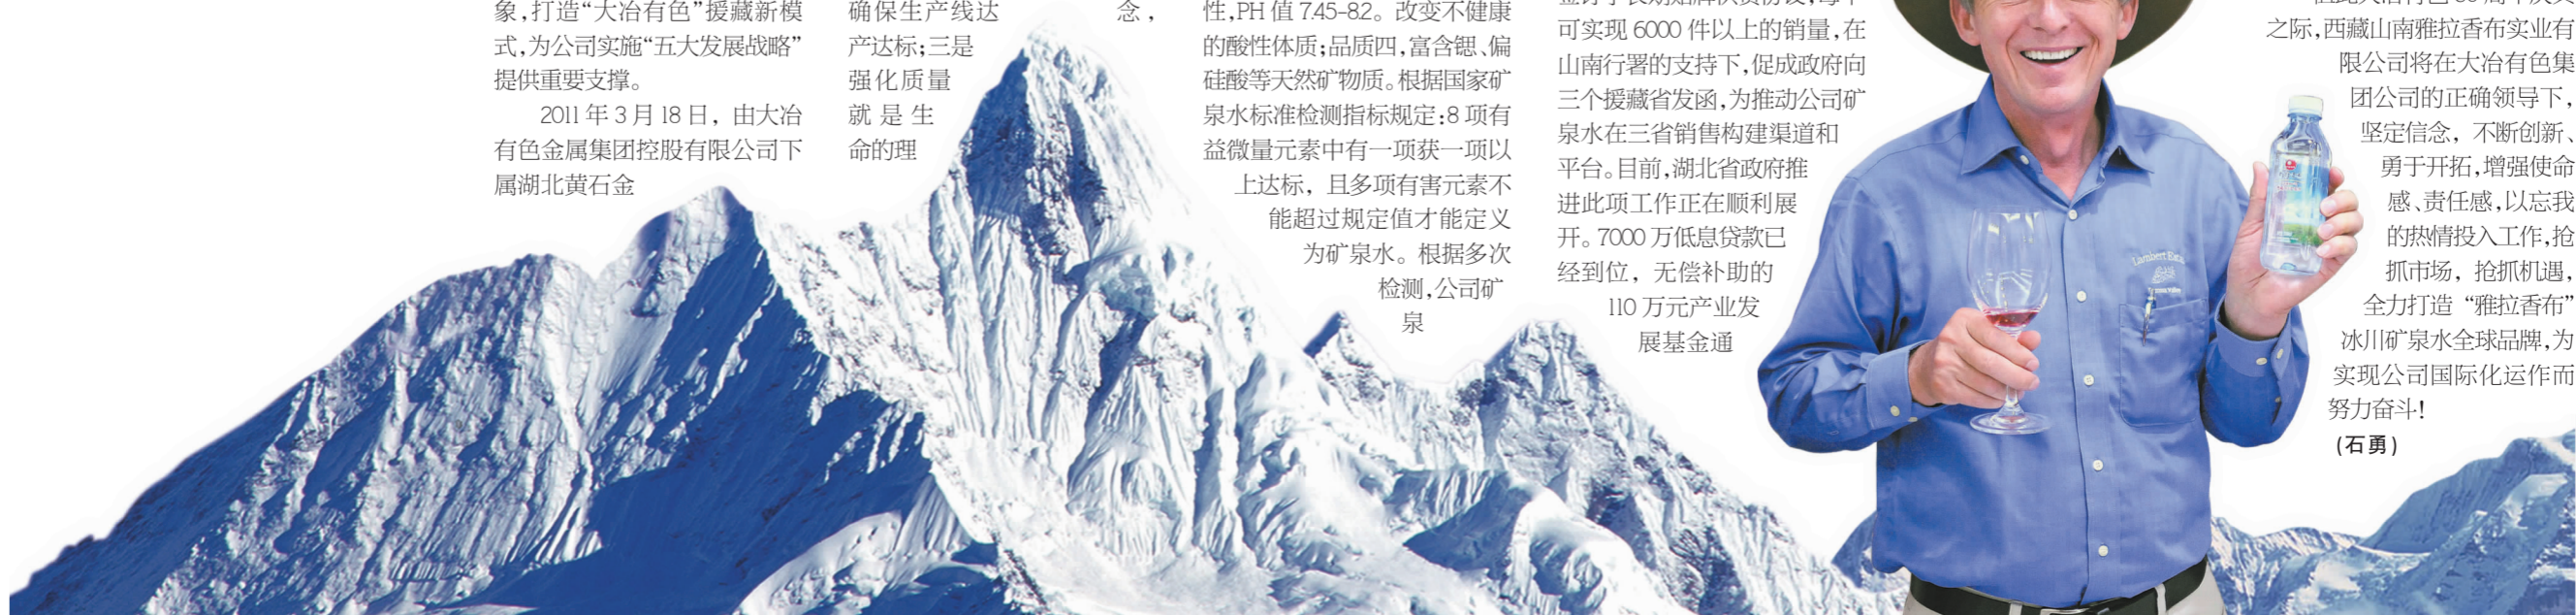 象,打造“大冶有色”援藏新模
式,为公司实施“五大发展战略”
提供重要支撑。
2011 年 3 月 18 日，由大冶
有色金属集团控股有限公司下
属湖北黄石金
确保生产线达
产达标;三是
强化质量
就是生
命的理
念，
性,PH 值 7.45-8.2。改变不健康
的酸性体质;品质四,富含锶、偏
硅酸等天然矿物质。根据国家矿
泉水标准检测指标规定:8 项有
益微量元素中有一项获一项以
上达标，且多项有害元素不
能超过规定值才能定义
为矿泉水。根据多次
检测,公司矿
泉
可实现 6000 件以上的销量,在
山南行署的支持下,促成政府向
三个援藏省发函,为推动公司矿
泉水在三省销售构建渠道和
平台。目前,湖北省政府推
进此项工作正在顺利展
开。7000 万低息贷款已
经到位，无偿补助的
110 万元产业发
展基金通
之际,西藏山南雅拉香布实业有
限公司将在大冶有色集
团公司的正确领导下，
坚定信念，不断创新、
勇于开拓,增强使命
感、责任感,以忘我
的热情投入工作,抢
抓市场，抢抓机遇，
全力打造“雅拉香布”
冰川矿泉水全球品牌,为
实现公司国际化运作而
努力奋斗!
(石勇)